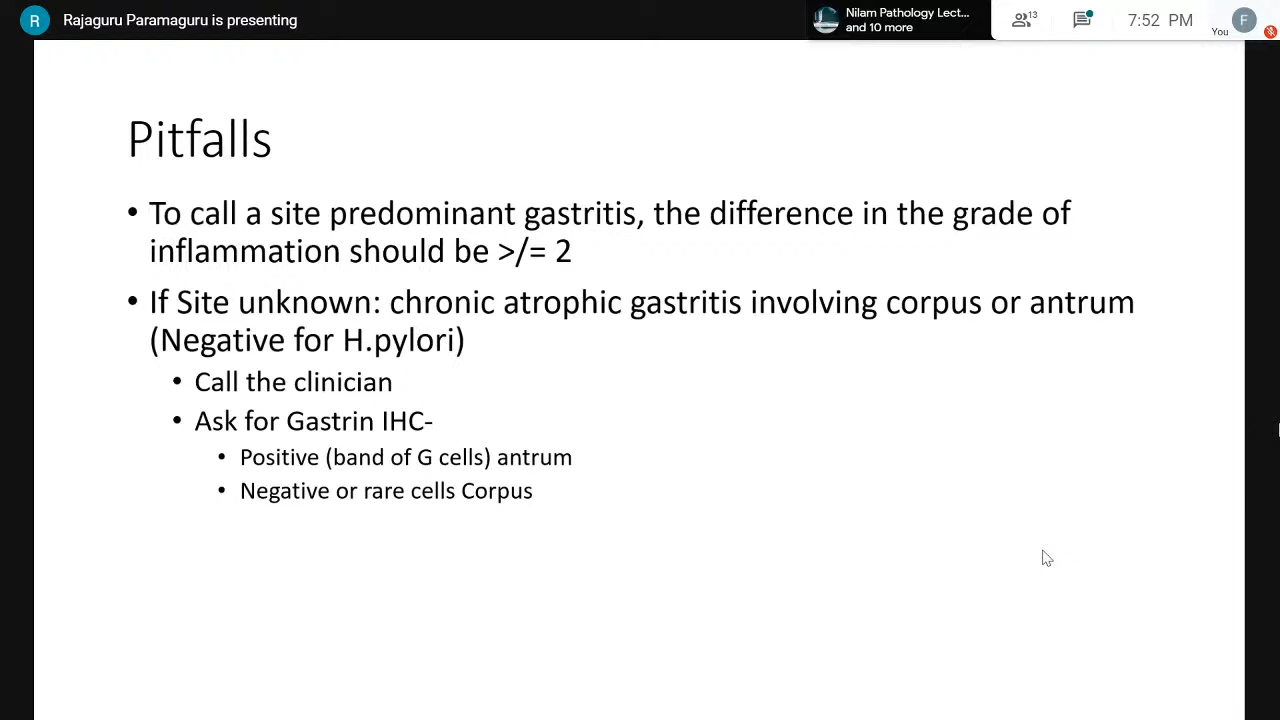 R Rajaguru Paramaguru is presenting
Nilam Pathology Lect...
and 10 more
13
7:52 PM
You
F
Pitfalls
• To call a site predominant gastritis, the difference in the grade of
inflammation should be >/= 2
• If Site unknown: chronic atrophic gastritis involving corpus or antrum
(Negative for H.pylori)
• Call the clinician
• Ask for Gastrin IHC-
• Positive (band of G cells) antrum
• Negative or rare cells Corpus